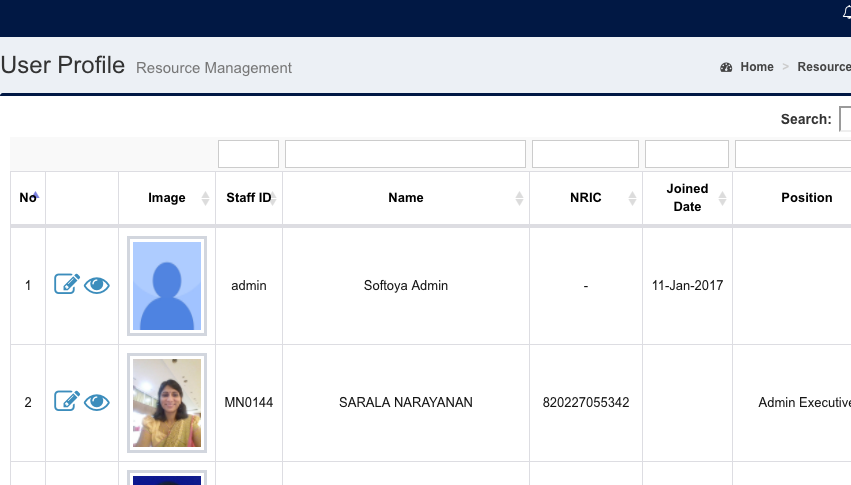 User Profile Resource Management
Home > Resource
Search:
No Image Staff ID Name NRIC Joined Date Position
1 admin Softoya Admin - 11-Jan-2017
2 MN0144 SARALA NARAYANAN 820227055342 Admin Executive